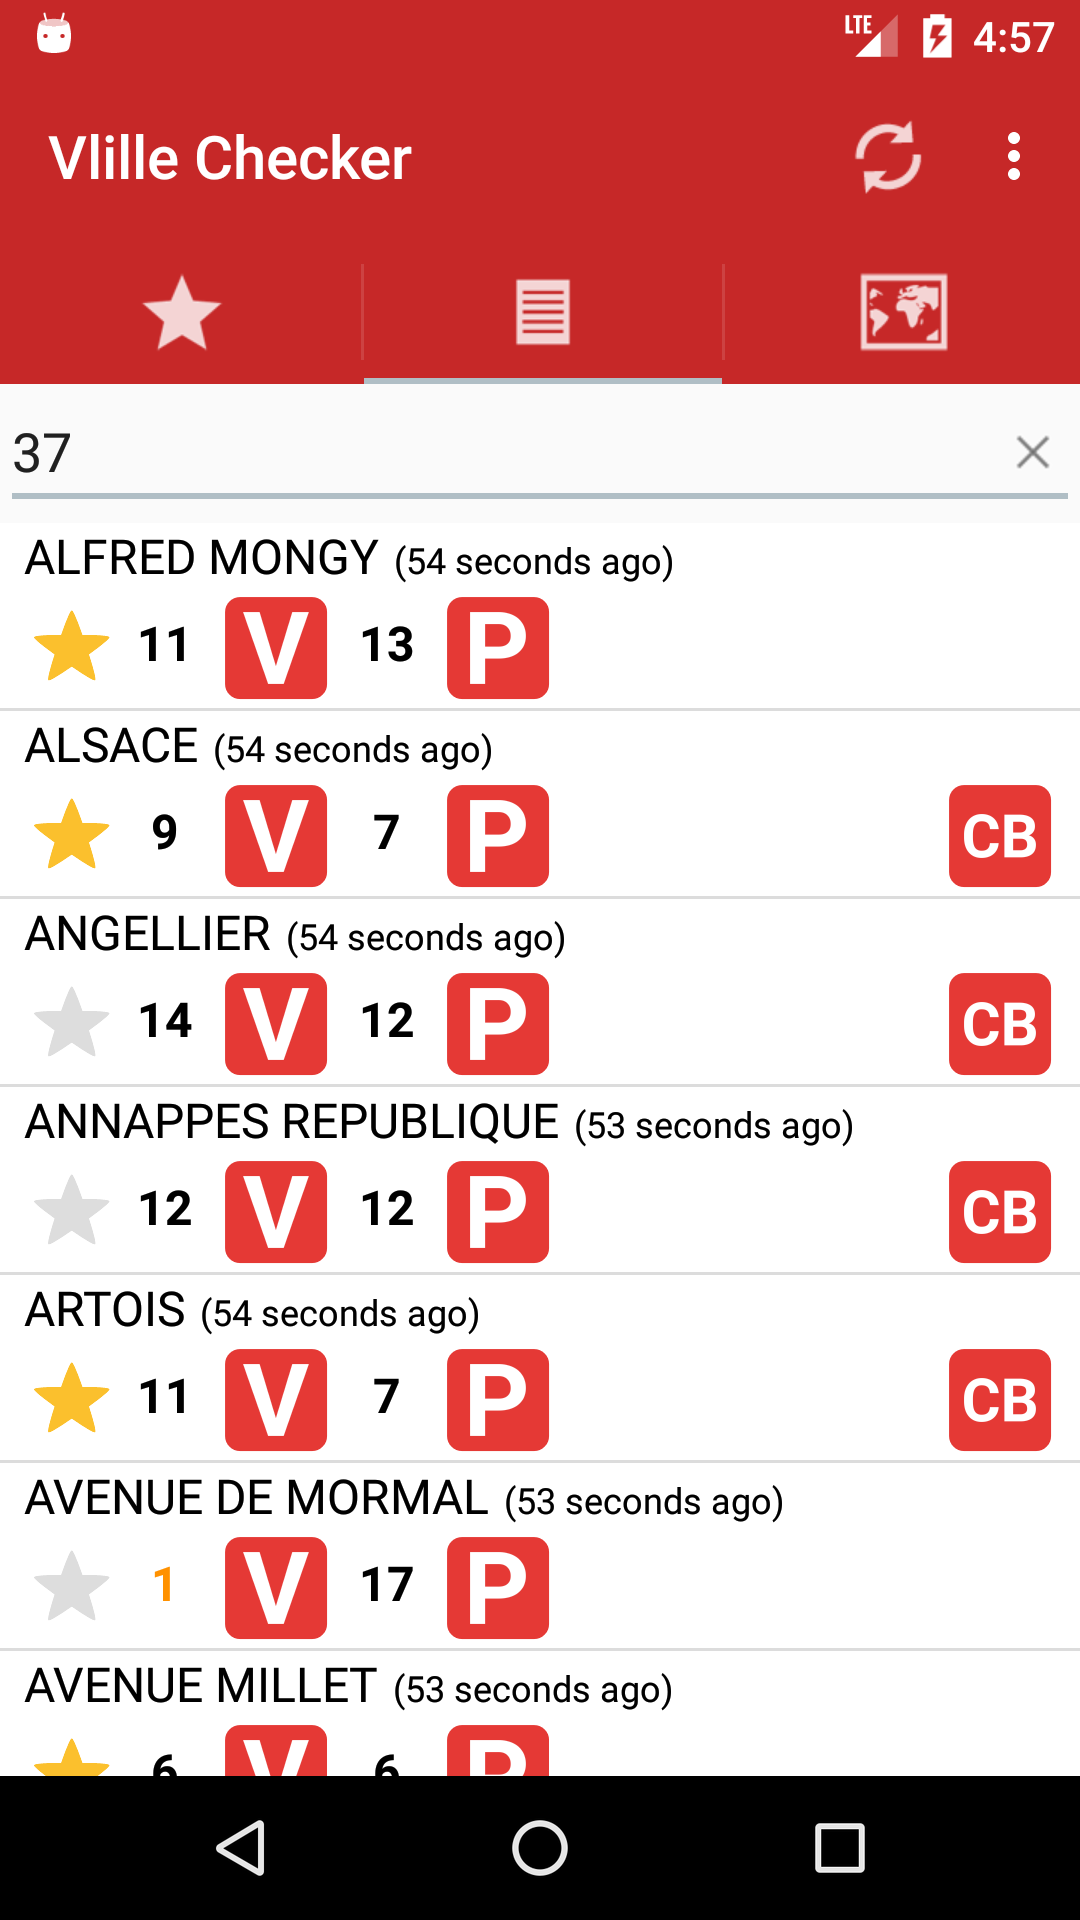 LTE 4:57
Vlille Checker
37
ALFRED MONGY (54 seconds ago)
11 V 13 P
ALSACE (54 seconds ago)
9 V 7 P CB
ANGELLIER (54 seconds ago)
14 V 12 P CB
ANNAPPES REPUBLIQUE (53 seconds ago)
12 V 12 P CB
ARTOIS (54 seconds ago)
11 V 7 P CB
AVENUE DE MORMAL (53 seconds ago)
1 V 17 P
AVENUE MILLET (53 seconds ago)
6 V 6 P